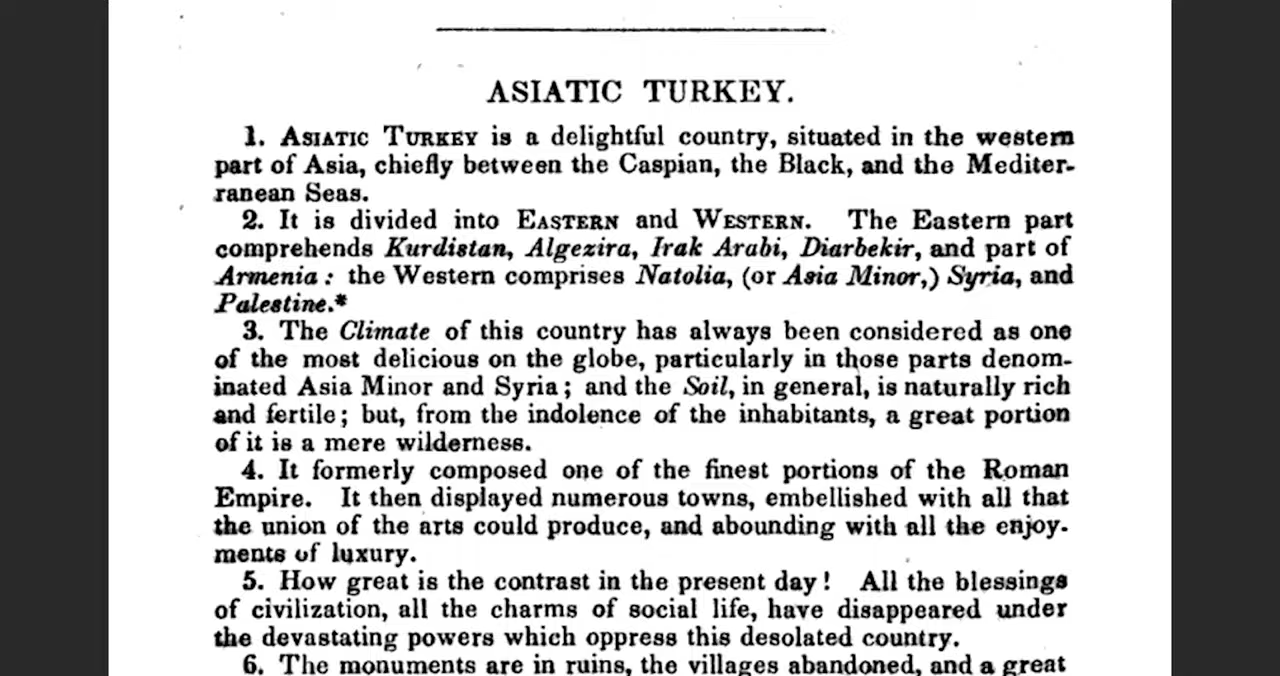 ASIATIC TURKEY.
1. ASIATIC TURKEY is a delightful country, situated in the western
part of Asia, chiefly between the Caspian, the Black, and the Mediter-
ranean Seas.
2. It is divided into EASTERN and WESTERN. The Eastern part
comprehends Kurdistan, Algezira, Irak Arabi, Diarbekir, and part of
Armenia: the Western comprises Natolia, (or Asia Minor,) Syria, and
Palestine.*
3. The Climate of this country has always been considered as one
of the most delicious on the globe, particularly in those parts denom-
inated Asia Minor and Syria; and the Soil, in general, is naturally rich
and fertile; but, from the indolence of the inhabitants, a great portion
of it is a mere wilderness.
4. It formerly composed one of the finest portions of the Roman
Empire. It then displayed numerous towns, embellished with all that
the union of the arts could produce, and abounding with all the enjoy-
ments of luxury.
5. How great is the contrast in the present day! All the blessings
of civilization, all the charms of social life, have disappeared under
the devastating powers which oppress this desolated country.
6. The monuments are in ruins, the villages abandoned, and a great